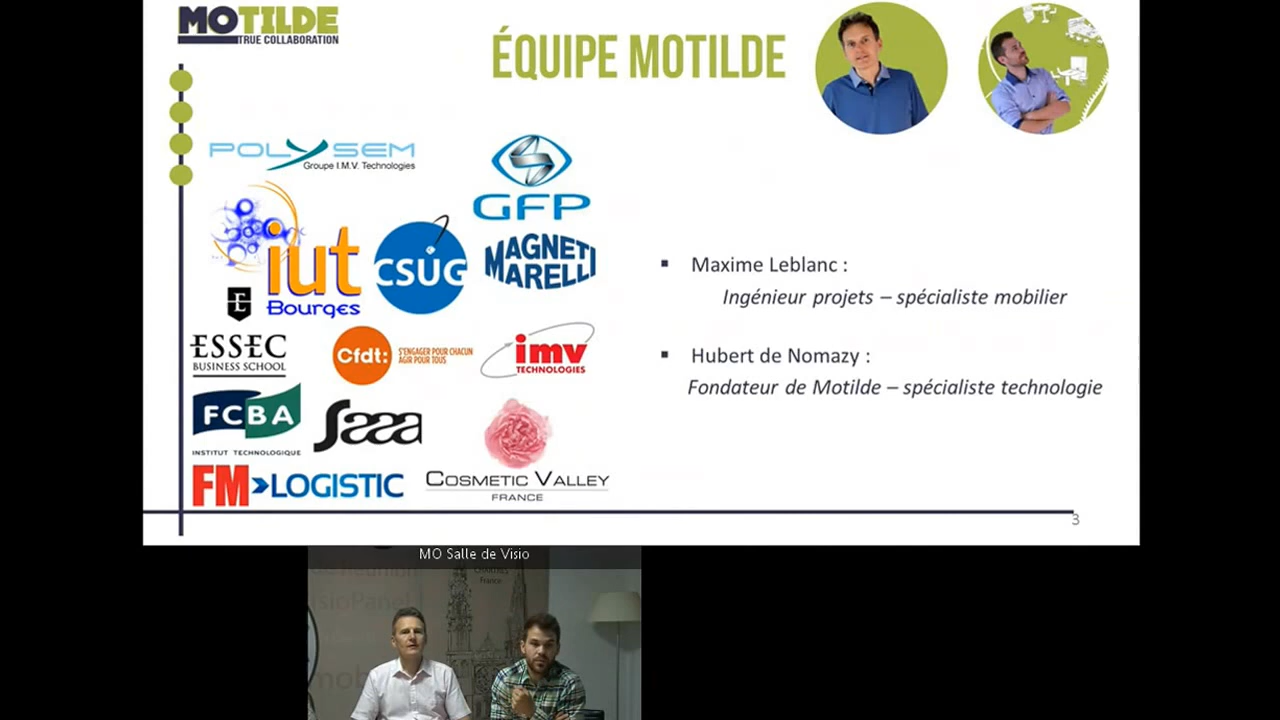 MOTILDE
TRUE COLLABORATION
ÉQUIPE MOTILDE
POLYSEM
Groupe I.M.V. Technologies
GFP
iut
Bourges
CSUG
MAGNETI
MARELLI
E
ESSEC
BUSINESS SCHOOL
Cfdt:
S'ENGAGER POUR CHACUN
AGIR POUR TOUS
imv
TECHNOLOGIES
FCBA
INSTITUT TECHNOLOGIQUE
Saaa
FM LOGISTIC
COSMETIC VALLEY
FRANCE
Maxime Leblanc :
Ingénieur projets – spécialiste mobilier
Hubert de Nomazy :
Fondateur de Motilde – spécialiste technologie
3
MO Salle de Visio
France